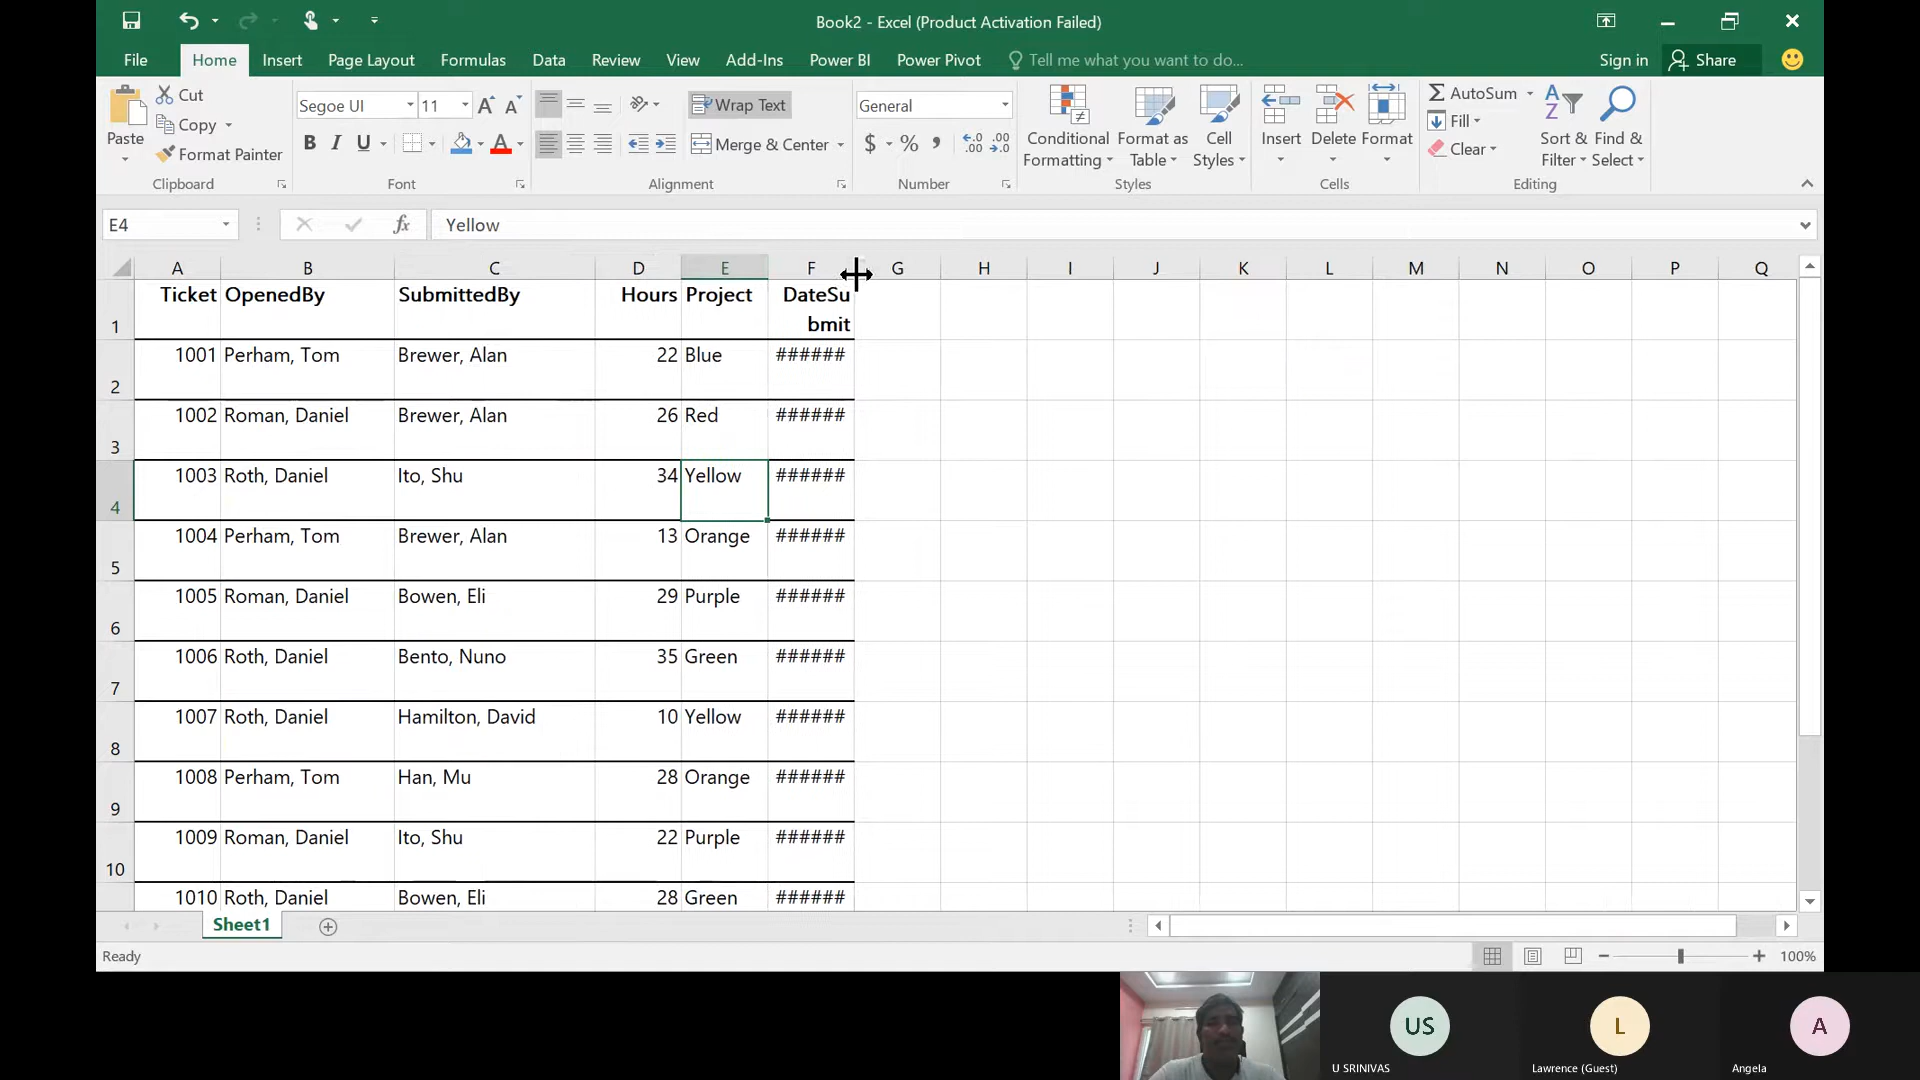 Book2 - Excel (Product Activation Failed)
File Home Insert Page Layout Formulas Data Review View Add-Ins Power BI Power Pivot Tell me what you want to do... Sign in Share
Paste
Cut
Copy
Format Painter
Clipboard
Segoe UI 11
B I U
Font
Wrap Text
Merge & Center
Alignment
General
$ % ,
Number
Conditional Formatting
Format as Table
Cell Styles
Styles
Insert Delete Format
Cells
AutoSum
Fill
Clear
Sort & Filter
Find & Select
Editing
E4 fx Yellow
A B C D E F G H I J K L M N O P Q
1 Ticket OpenedBy SubmittedBy Hours Project DateSubmit
2 1001 Perham, Tom Brewer, Alan 22 Blue ######
3 1002 Roman, Daniel Brewer, Alan 26 Red ######
4 1003 Roth, Daniel Ito, Shu 34 Yellow ######
5 1004 Perham, Tom Brewer, Alan 13 Orange ######
6 1005 Roman, Daniel Bowen, Eli 29 Purple ######
7 1006 Roth, Daniel Bento, Nuno 35 Green ######
8 1007 Roth, Daniel Hamilton, David 10 Yellow ######
9 1008 Perham, Tom Han, Mu 28 Orange ######
10 1009 Roman, Daniel Ito, Shu 22 Purple ######
1010 Roth, Daniel Bowen, Eli 28 Green ######
Sheet1
Ready 100%
US L A
U SRINIVAS Lawrence (Guest) Angela